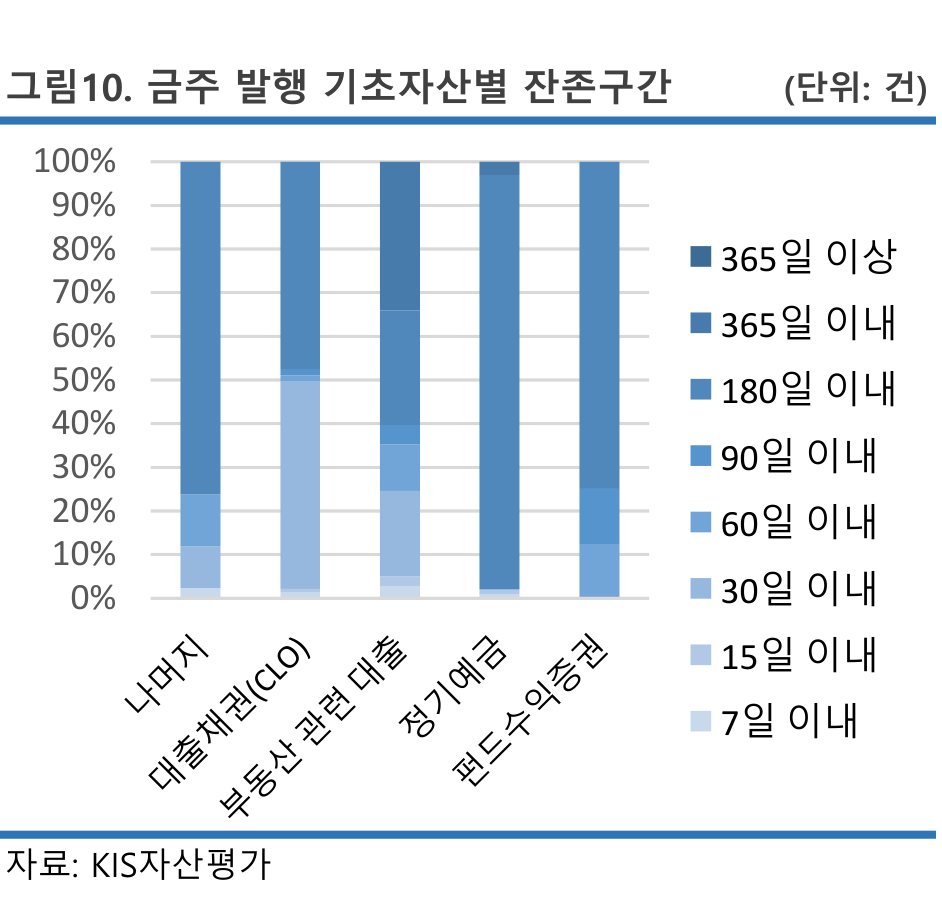 그림10. 금주 발행 기초자산별 잔존구간 (단위: 건)
100%
90%
80%
70%
60%
50%
40%
30%
20%
10%
0%
나머지
대출채권(CLO)
부동산 관련 대출
정기예금
펀드수익증권
365일 이상
365일 이내
180일 이내
90일 이내
60일 이내
30일 이내
15일 이내
7일 이내
자료: KIS자산평가